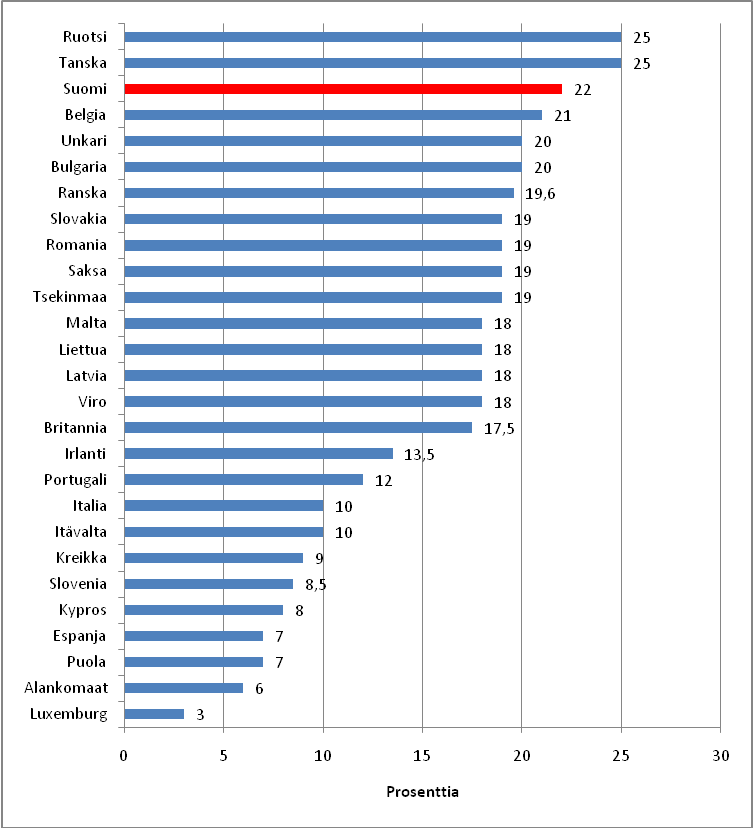 Ruotsi 25
Tanska 25
Suomi 22
Belgia 21
Unkari 20
Bulgaria 20
Ranska 19,6
Slovakia 19
Romania 19
Saksa 19
Tsekinmaa 19
Malta 18
Liettua 18
Latvia 18
Viro 18
Britannia 17,5
Irlanti 13,5
Portugali 12
Italia 10
Itävalta 10
Kreikka 9
Slovenia 8,5
Kypros 8
Espanja 7
Puola 7
Alankomaat 6
Luxemburg 3
0 5 10 15 20 25 30
Prosenttia